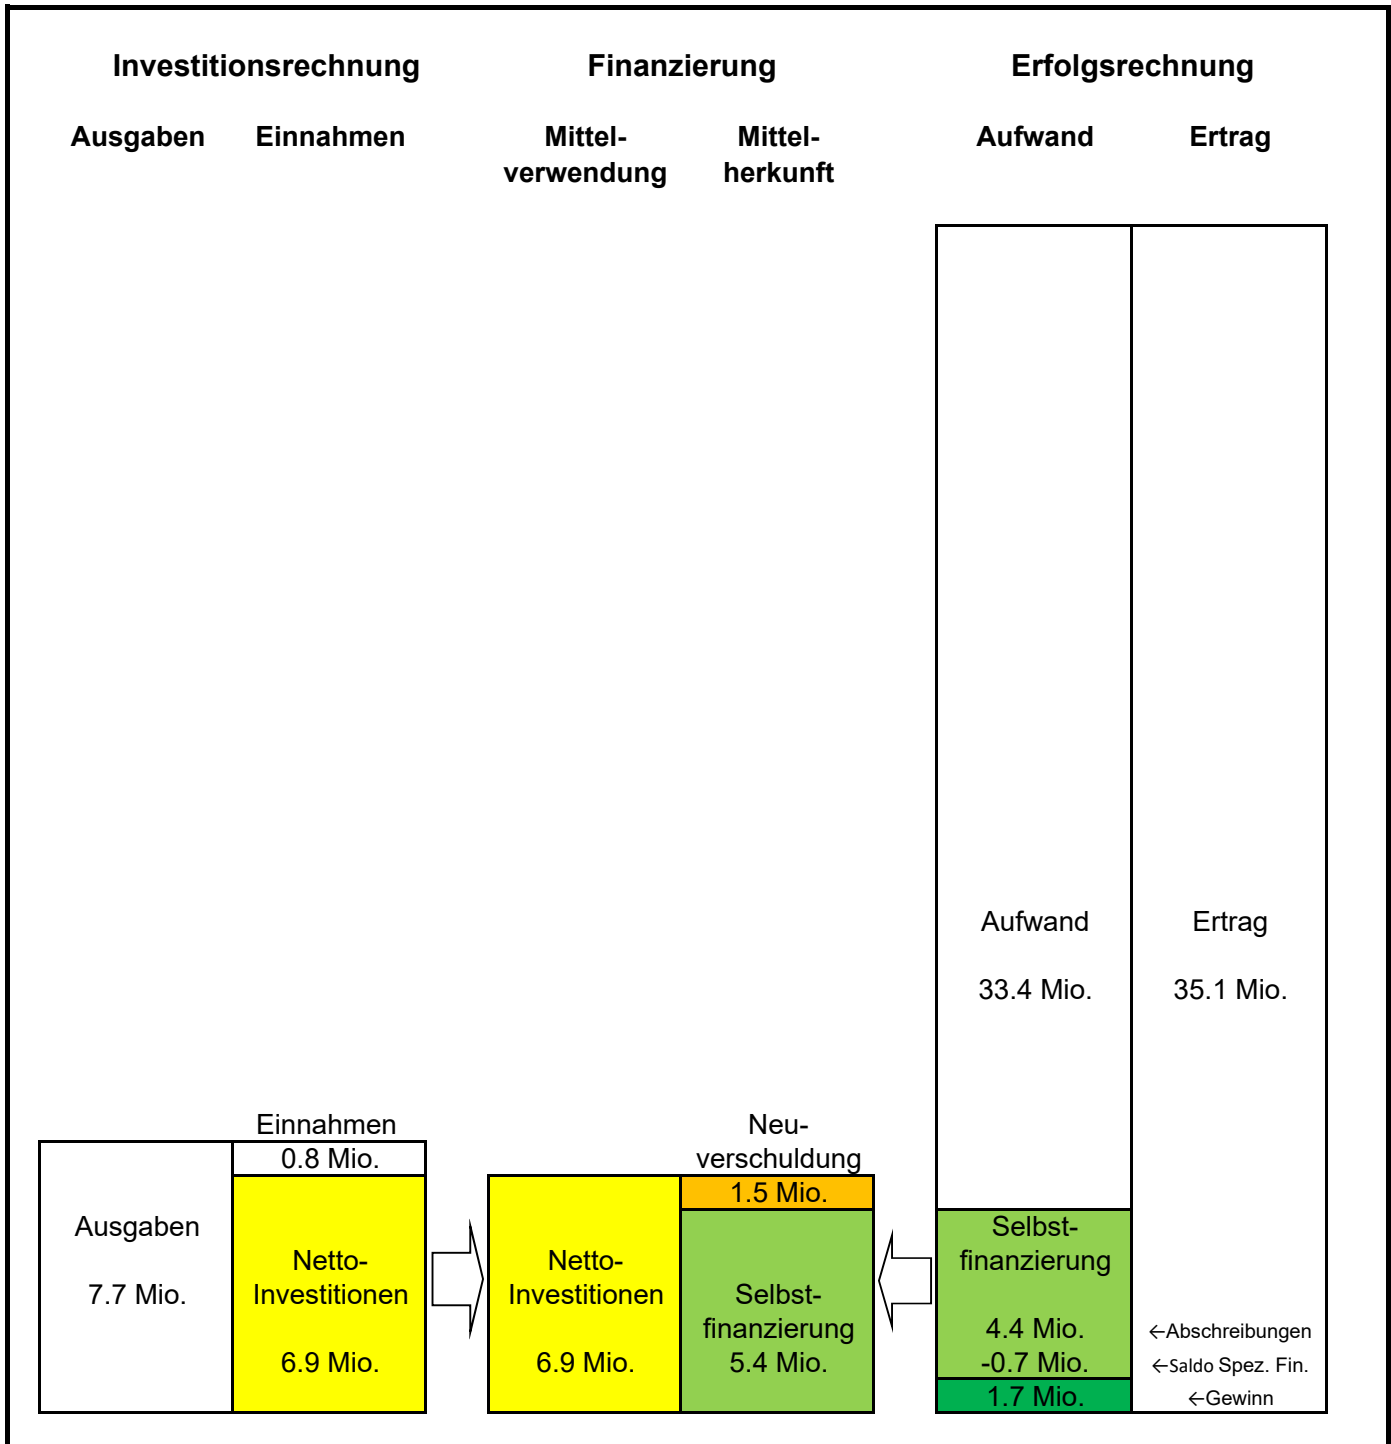 Investitionsrechnung Finanzierung Erfolgsrechnung
Ausgaben Einnahmen Mittel- Mittel- Aufwand Ertrag
verwendung herkunft
Aufwand Ertrag
33.4 Mio. 35.1 Mio.
Einnahmen Neu-
0.8 Mio. verschuldung
1.5 Mio.
Ausgaben Selbst-
Netto- Netto- finanzierung
7.7 Mio. Investitionen Investitionen Selbst-
finanzierung 4.4 Mio. ←Abschreibungen
6.9 Mio. 6.9 Mio. 5.4 Mio. -0.7 Mio. ←Saldo Spez. Fin.
1.7 Mio. ←Gewinn